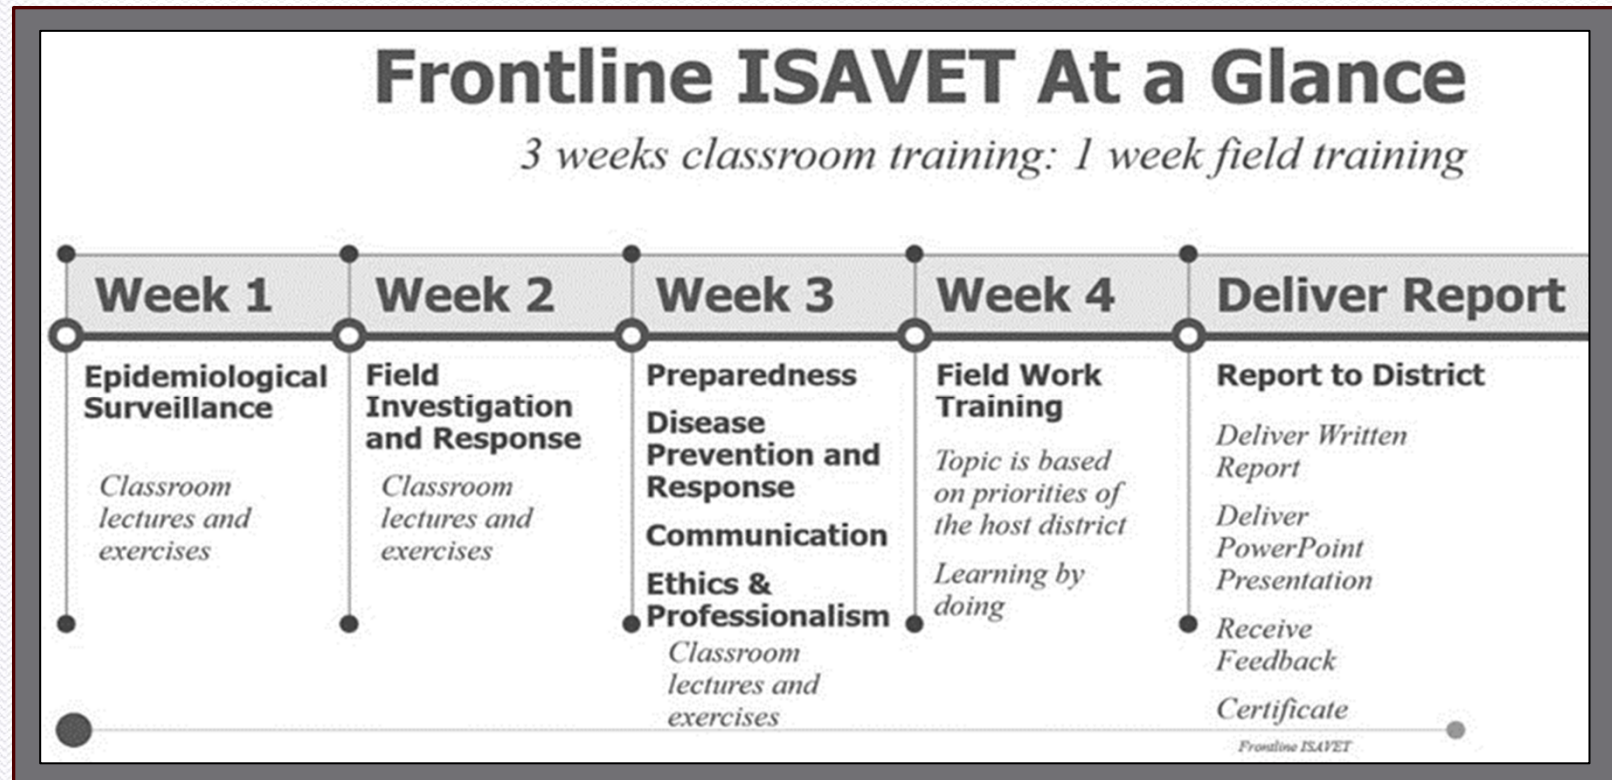 Frontline ISAVET At a Glance
3 weeks classroom training: 1 week field training
Week 1
Epidemiological
Surveillance
Classroom
lectures and
exercises
Week 2
Field
Investigation
and Response
Classroom
lectures and
exercises
Week 3
Preparedness
Disease
Prevention and
Response
Communication
Ethics &
Professionalism
Classroom
lectures and
exercises
Week 4
Field Work
Training
Topic is based
on priorities of
the host district
Learning by
doing
Deliver Report
Report to District
Deliver Written
Report
Deliver
PowerPoint
Presentation
Receive
Feedback
Certificate
Frontline ISAVET